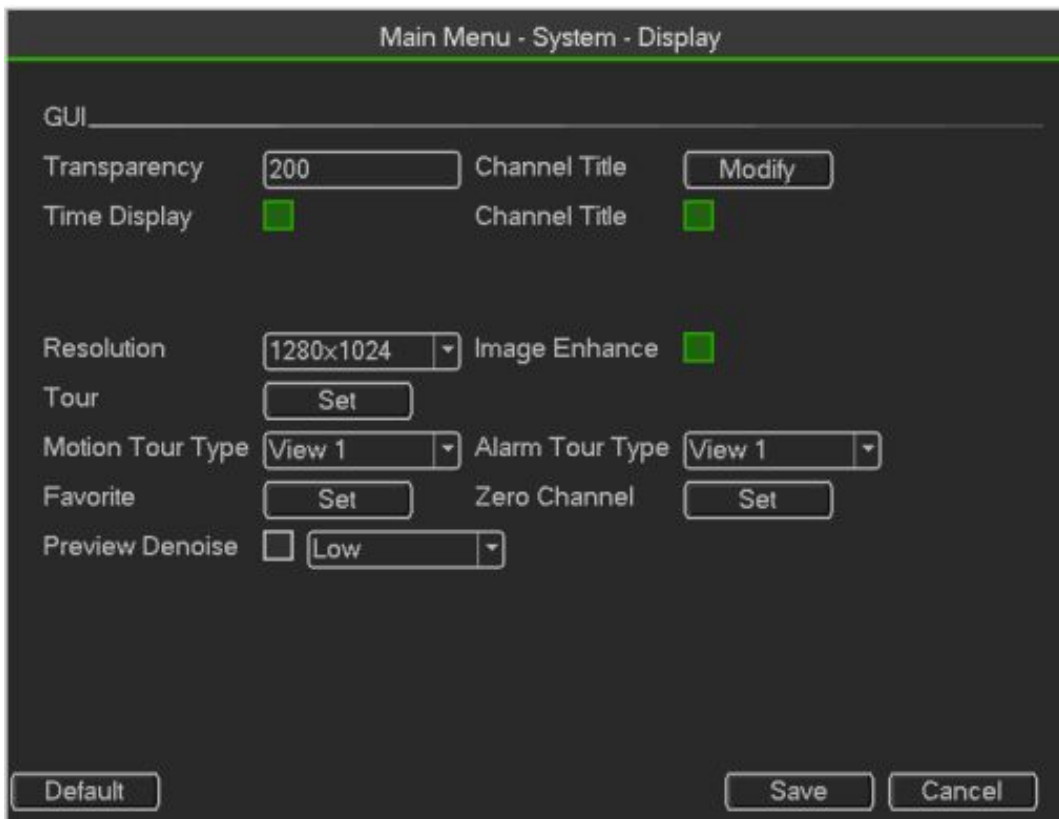 Main Menu - System - Display
GUI
Transparency 200 Channel Title Modify
Time Display Channel Title
Resolution 1280x1024 Image Enhance
Tour Set
Motion Tour Type View 1 Alarm Tour Type View 1
Favorite Set Zero Channel Set
Preview Denoise Low
Default Save Cancel